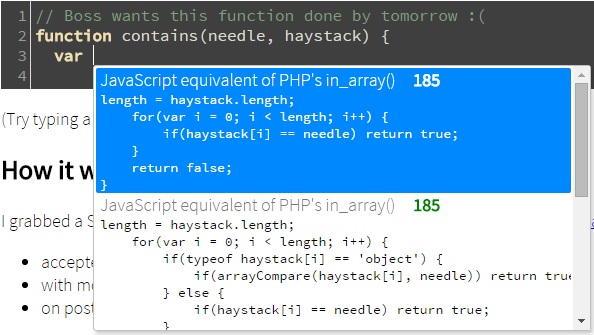 1 // Boss wants this function done by tomorrow :(
2 function contains(needle, haystack) {
3   var
4
JavaScript equivalent of PHP's in_array() 185
length = haystack.length;
    for(var i = 0; i < length; i++) {
        if(haystack[i] == needle) return true;
    }
    return false;
}
JavaScript equivalent of PHP's in_array() 185
length = haystack.length;
    for(var i = 0; i < length; i++) {
        if(typeof haystack[i] == 'object') {
            if(arrayCompare(haystack[i], needle)) return true
        } else {
            if(haystack[i] == needle) return true;
        }
(Try typing a
How it w
I grabbed a S
• accepte
• with mo
• on post